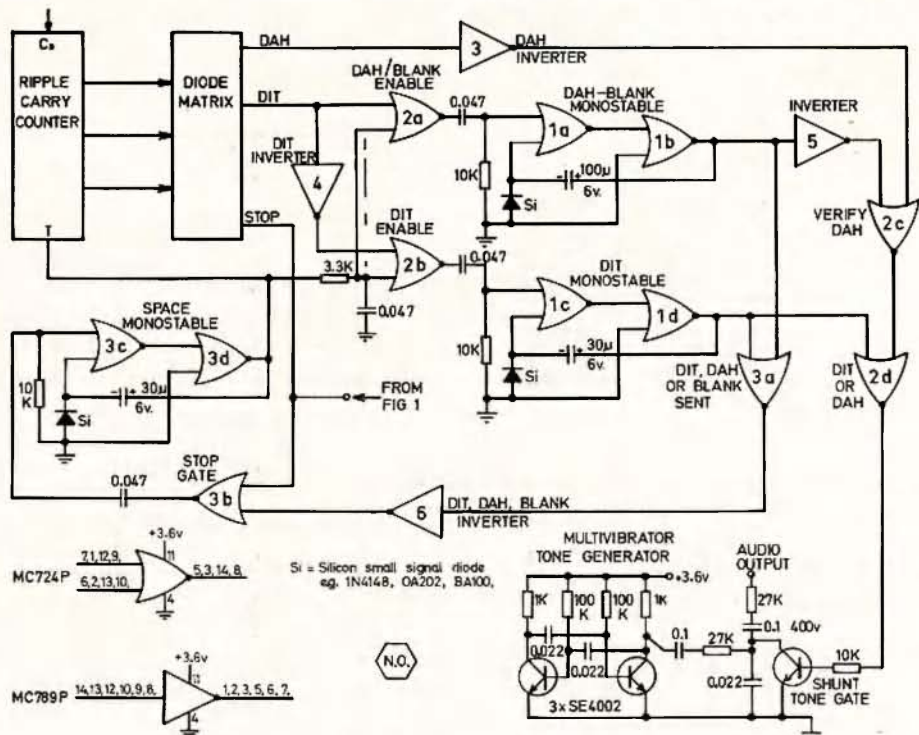 Ca
RIPPLE
CARRY
COUNTER
T
DIODE
MATRIX
DAH
DIT
STOP
3
DAH
INVERTER
DAH/BLANK
ENABLE
2a
0.047
DIT
INVERTER
4
DIT
ENABLE
2b
0.047
3.3K
0.047
DAH-BLANK
MONOSTABLE
1a
1b
10K
Si
- + 100μ
6v.
INVERTER
5
VERIFY
DAH
2c
DIT
MONOSTABLE
1c
1d
10K
Si
- + 30μ
6v.
DIT, DAH
OR BLANK
SENT
3a
DIT
OR
DAH
2d
SPACE
MONOSTABLE
3c
3d
10
K
Si
- + 30μ
6v.
FROM
FIG 1
STOP
GATE
3b
0.047
6
DIT, DAH, BLANK
INVERTER
MC724P
7,1,12,9,
6,2,13,10,
+3.6v
11
4
5,3,14,8,
Si = Silicon small signal diode
e.g. 1N4148, OA202, BA100,
MC789P
14,13,12,10,9,8,
+3.6v
11
4
1,2,3,5,6,7,
N.O.
MULTIVIBRATOR
TONE GENERATOR
+3.6v
1K
100
K
100
K
1K
0.022
0.022
3 x SE4002
0.1
27K
0.022
AUDIO
OUTPUT
27K
0.1 400v
10K
SHUNT
TONE GATE